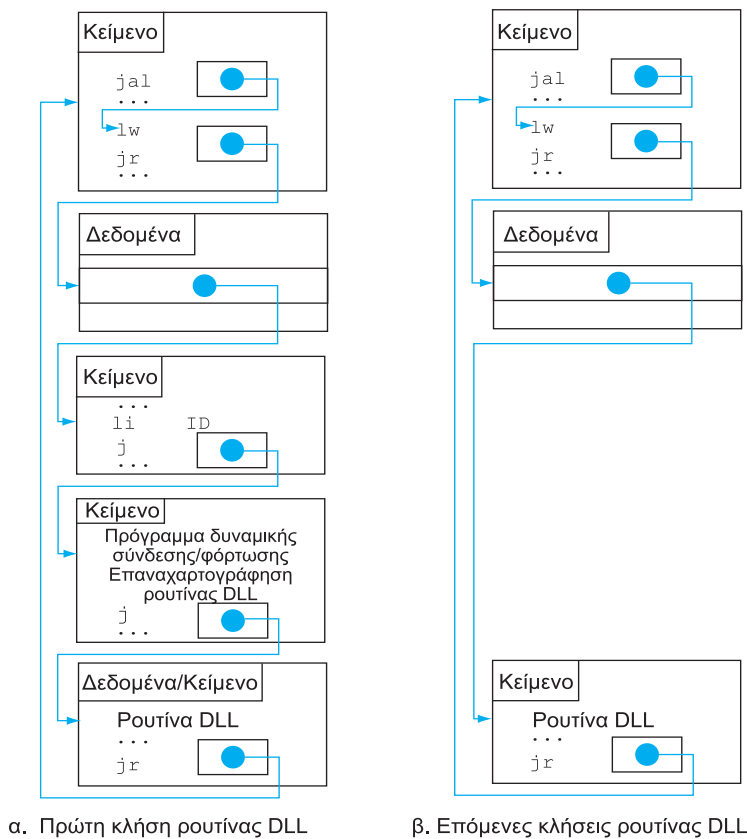 Κείμενο
jal
...
lw
jr
...
Δεδομένα
Κείμενο
...
li ID
j
...
Κείμενο
Πρόγραμμα δυναμικής
σύνδεσης/φόρτωσης
Επαναχαρτογράφηση
ρουτίνας DLL
j
...
Δεδομένα/Κείμενο
Ρουτίνα DLL
...
jr
α. Πρώτη κλήση ρουτίνας DLL
Κείμενο
jal
...
lw
jr
...
Δεδομένα
Κείμενο
Ρουτίνα DLL
...
jr
β. Επόμενες κλήσεις ρουτίνας DLL